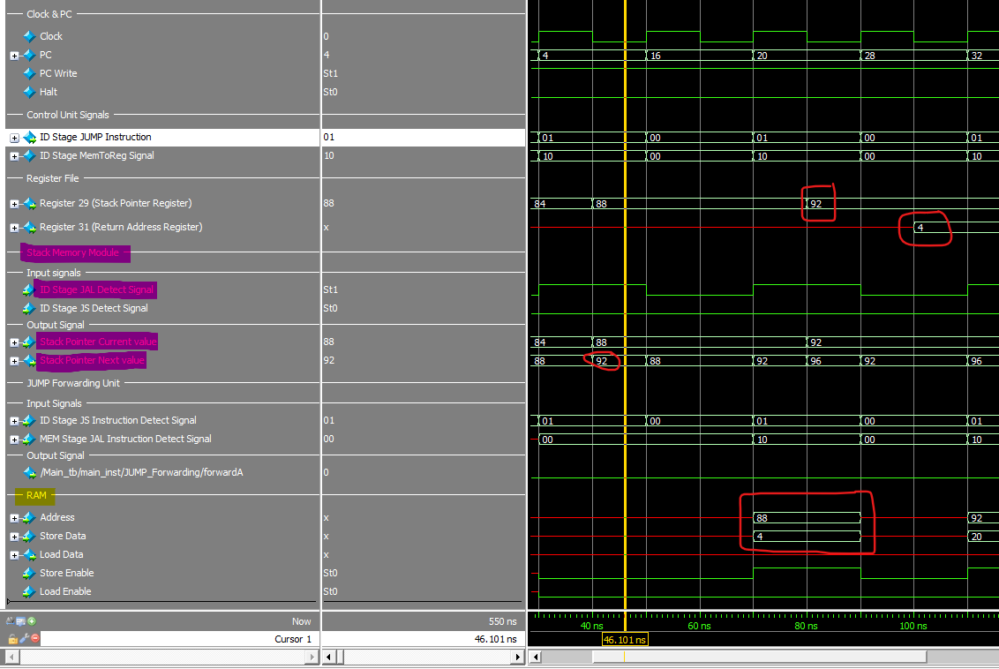 Clock & PC
Clock 0
PC 4 4 16 20 28 32
PC Write St1
Halt St0
Control Unit Signals
ID Stage JUMP Instruction 01 01 00 01 00 01
ID Stage MemToReg Signal 10 10 00 10 00 10
Register File
Register 29 (Stack Pointer Register) 88 84 88 92
Register 31 (Return Address Register) x 4
Stack Memory Module
Input signals
ID Stage JAL Detect Signal St1
ID Stage JS Detect Signal St0
Output Signal
Stack Pointer Current value 88 84 88 92
Stack Pointer Next value 92 88 92 88 92 96 92 96
JUMP Forwarding Unit
Input Signals
ID Stage JS Instruction Detect Signal 01 01 00 01 00 01
MEM Stage JAL Instruction Detect Signal 00 00 10 00 10
Output Signal
/Main_tb/main_inst/JUMP_Forwarding/forwardA 0
RAM
Address x 88 92
Store Data x 4 20
Load Data x
Store Enable St0
Load Enable St0
Now 550 ns 40 ns 60 ns 80 ns 100 ns
Cursor 1 46.101 ns 46.101 ns